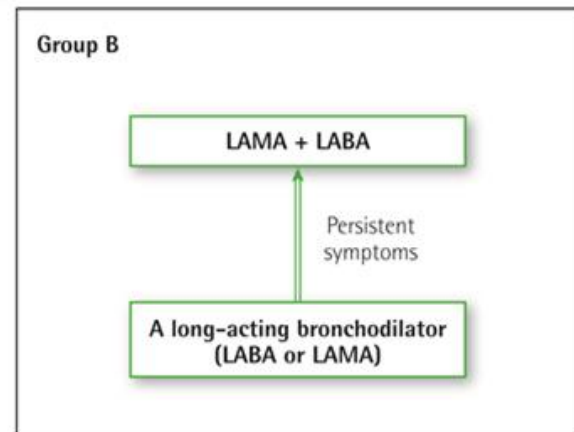 Group B
LAMA + LABA
Persistent
symptoms
A long-acting bronchodilator
(LABA or LAMA)